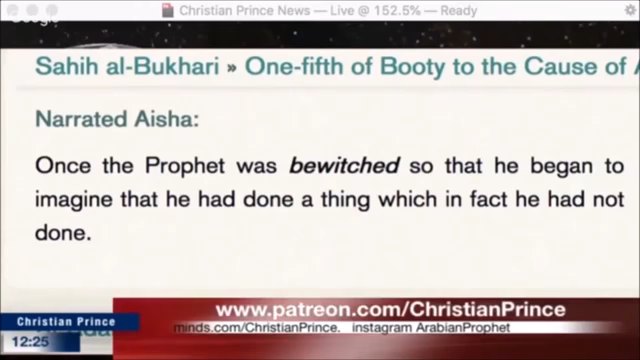 Christian Prince News — Live @ 152.5% — Ready
Google
Sahih al-Bukhari » One-fifth of Booty to the Cause of A
Narrated Aisha:
Once the Prophet was bewitched so that he began to
imagine that he had done a thing which in fact he had not
done.
www.patreon.com/ChristianPrince
Christian Prince
minds.com/ChristianPrince. instagram ArabianProphet
12:25